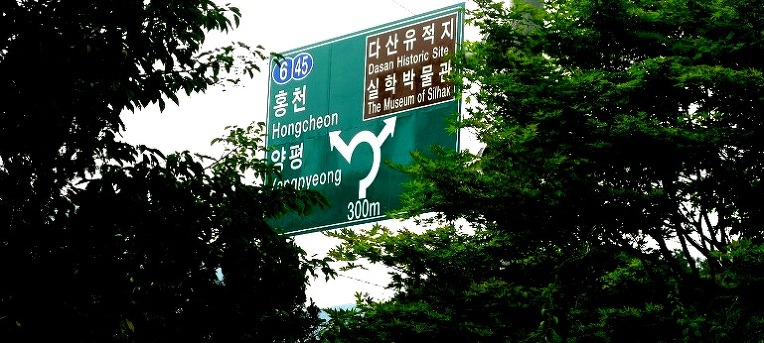 6 45
홍천
Hongcheon
양평
Yangpyeong
다산유적지
Dasan Historic Site
실학박물관
The Museum of Silhak
300m